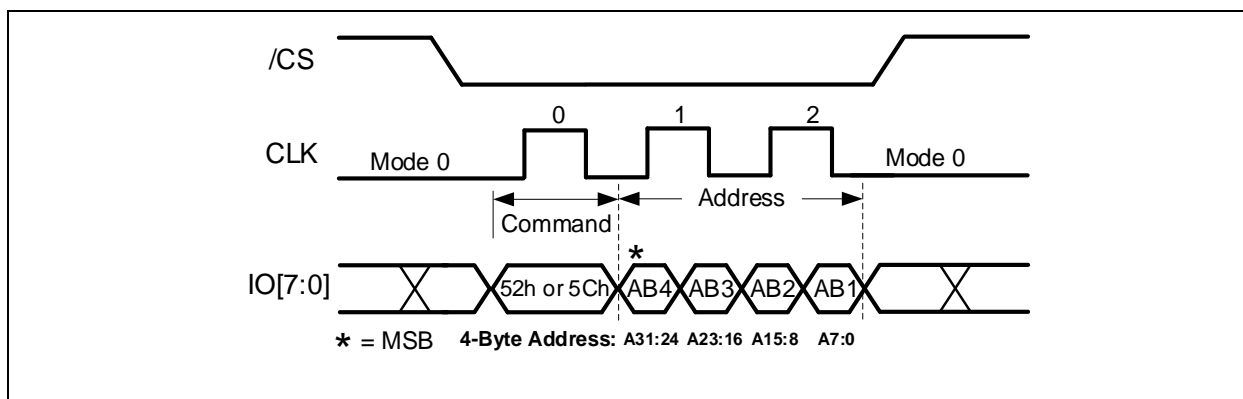 /CS
0 1 2
CLK
Mode 0 Mode 0
Command Address
*
IO[7:0] 52h or 5Ch AB4 AB3 AB2 AB1
* = MSB 4-Byte Address: A31:24 A23:16 A15:8 A7:0